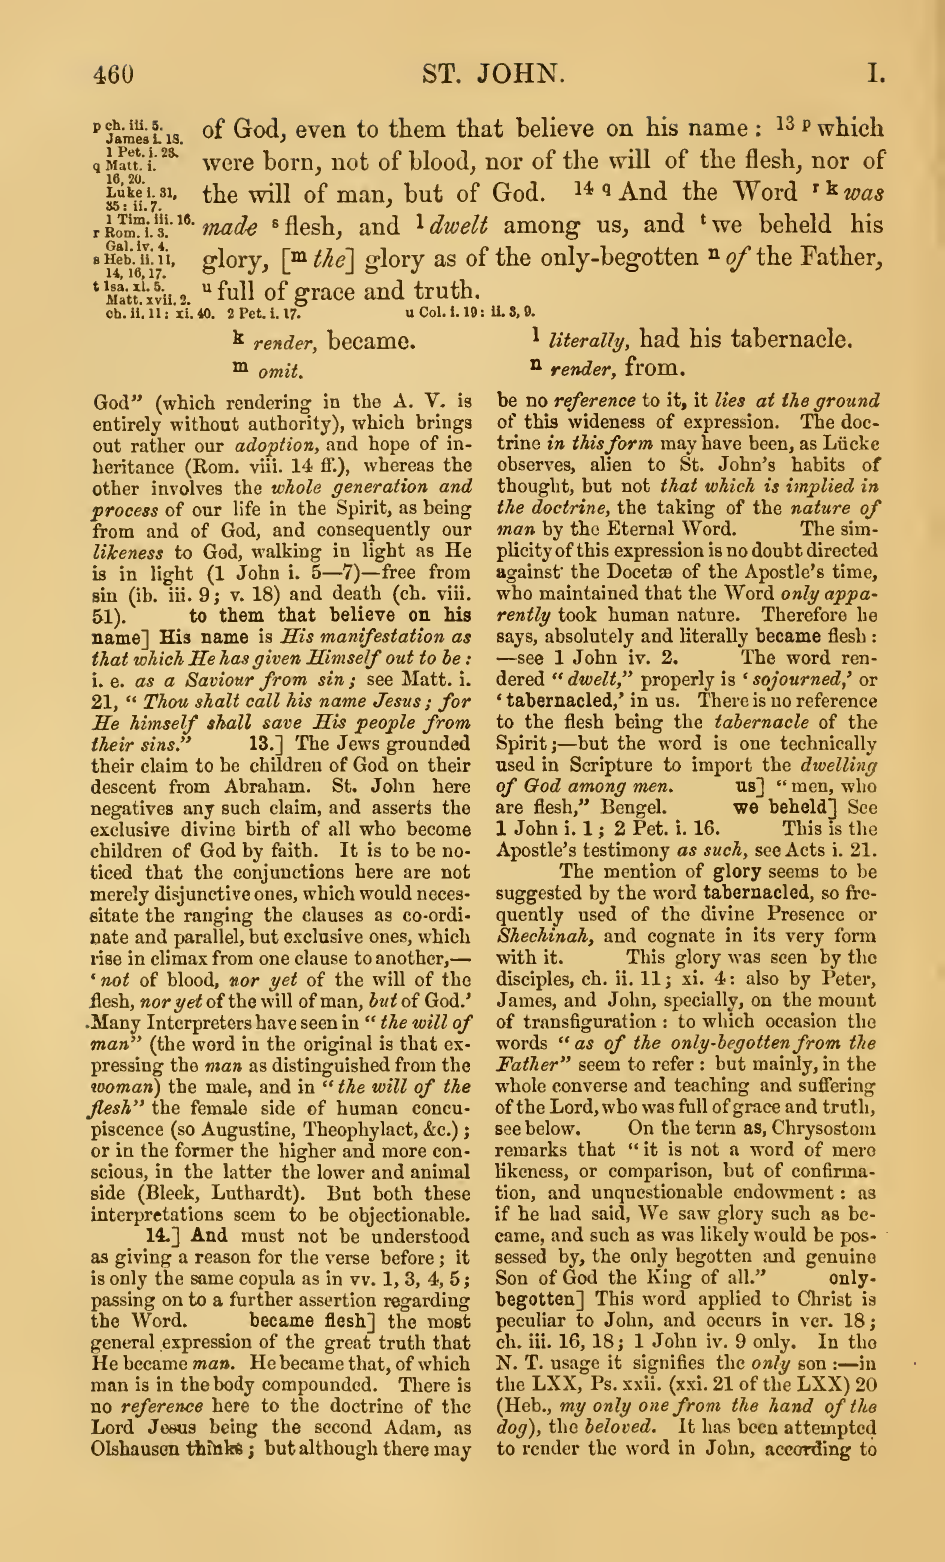 460
ST. JOHN.
I.
p ch. iii. 5.
James i. 18.
1 Pet. i. 23.
q Matt. i.
16, 20.
Luke i. 31,
35: ii. 7.
1 Tim. iii. 16.
r Rom. i. 3.
Gal. iv. 4.
s Heb. ii. 11,
14, 16, 17.
t Isa. xl. 5.
Matt. xvii. 2.
ch. ii. 11: xi. 40. 2 Pet. i. 17.
u Col. i. 19: ii. 3, 9.
of God, even to them that believe on his name : 13 p which
were born, not of blood, nor of the will of the flesh, nor of
the will of man, but of God. 14 q And the Word r k was
made s flesh, and l dwelt among us, and t we beheld his
glory, [m the] glory as of the only-begotten n of the Father,
u full of grace and truth.
k render, became.
l literally, had his tabernacle.
m omit.
n render, from.
God” (which rendering in the A. V. is
entirely without authority), which brings
out rather our adoption, and hope of in-
heritance (Rom. viii. 14 ff.), whereas the
other involves the whole generation and
process of our life in the Spirit, as being
from and of God, and consequently our
likeness to God, walking in light as He
is in light (1 John i. 5—7)—free from
sin (ib. iii. 9; v. 18) and death (ch. viii.
51). to them that believe on his
name] His name is His manifestation as
that which He has given Himself out to be :
i. e. as a Saviour from sin; see Matt. i.
21, “ Thou shalt call his name Jesus; for
He himself shall save His people from
their sins.” 13.] The Jews grounded
their claim to be children of God on their
descent from Abraham. St. John here
negatives any such claim, and asserts the
exclusive divine birth of all who become
children of God by faith. It is to be no-
ticed that the conjunctions here are not
merely disjunctive ones, which would neces-
sitate the ranging the clauses as co-ordi-
nate and parallel, but exclusive ones, which
rise in climax from one clause to another,—
‘ not of blood, nor yet of the will of the
flesh, nor yet of the will of man, but of God.’
Many Interpreters have seen in “ the will of
man” (the word in the original is that ex-
pressing the man as distinguished from the
woman) the male, and in “ the will of the
flesh” the female side of human concu-
piscence (so Augustine, Theophylact, &c.) ;
or in the former the higher and more con-
scious, in the latter the lower and animal
side (Bleek, Luthardt). But both these
interpretations seem to be objectionable.
14.] And must not be understood
as giving a reason for the verse before ; it
is only the same copula as in vv. 1, 3, 4, 5 ;
passing on to a further assertion regarding
the Word. became flesh] the most
general expression of the great truth that
He became man. He became that, of which
man is in the body compounded. There is
no reference here to the doctrine of the
Lord Jesus being the second Adam, as
Olshausen thinks ; but although there may
be no reference to it, it lies at the ground
of this wideness of expression. The doc-
trine in this form may have been, as Lücke
observes, alien to St. John’s habits of
thought, but not that which is implied in
the doctrine, the taking of the nature of
man by the Eternal Word. The sim-
plicity of this expression is no doubt directed
against the Docetæ of the Apostle’s time,
who maintained that the Word only appa-
rently took human nature. Therefore he
says, absolutely and literally became flesh :
—see 1 John iv. 2. The word ren-
dered “ dwelt,” properly is ‘ sojourned,’ or
‘ tabernacled,’ in us. There is no reference
to the flesh being the tabernacle of the
Spirit ;—but the word is one technically
used in Scripture to import the dwelling
of God among men. us] “ men, who
are flesh,” Bengel. we beheld] See
1 John i. 1 ; 2 Pet. i. 16. This is the
Apostle’s testimony as such, see Acts i. 21.
The mention of glory seems to be
suggested by the word tabernacled, so fre-
quently used of the divine Presence or
Shechinah, and cognate in its very form
with it. This glory was seen by the
disciples, ch. ii. 11 ; xi. 4 : also by Peter,
James, and John, specially, on the mount
of transfiguration : to which occasion the
words “ as of the only-begotten from the
Father” seem to refer : but mainly, in the
whole converse and teaching and suffering
of the Lord, who was full of grace and truth,
see below. On the term as, Chrysostom
remarks that “ it is not a word of mere
likeness, or comparison, but of confirma-
tion, and unquestionable endowment : as
if he had said, We saw glory such as be-
came, and such as was likely would be pos-
sessed by, the only begotten and genuine
Son of God the King of all.” only-
begotten] This word applied to Christ is
peculiar to John, and occurs in ver. 18 ;
ch. iii. 16, 18 ; 1 John iv. 9 only. In the
N. T. usage it signifies the only son :—in
the LXX, Ps. xxii. (xxi. 21 of the LXX) 20
(Heb., my only one from the hand of the
dog), the beloved. It has been attempted
to render the word in John, according to